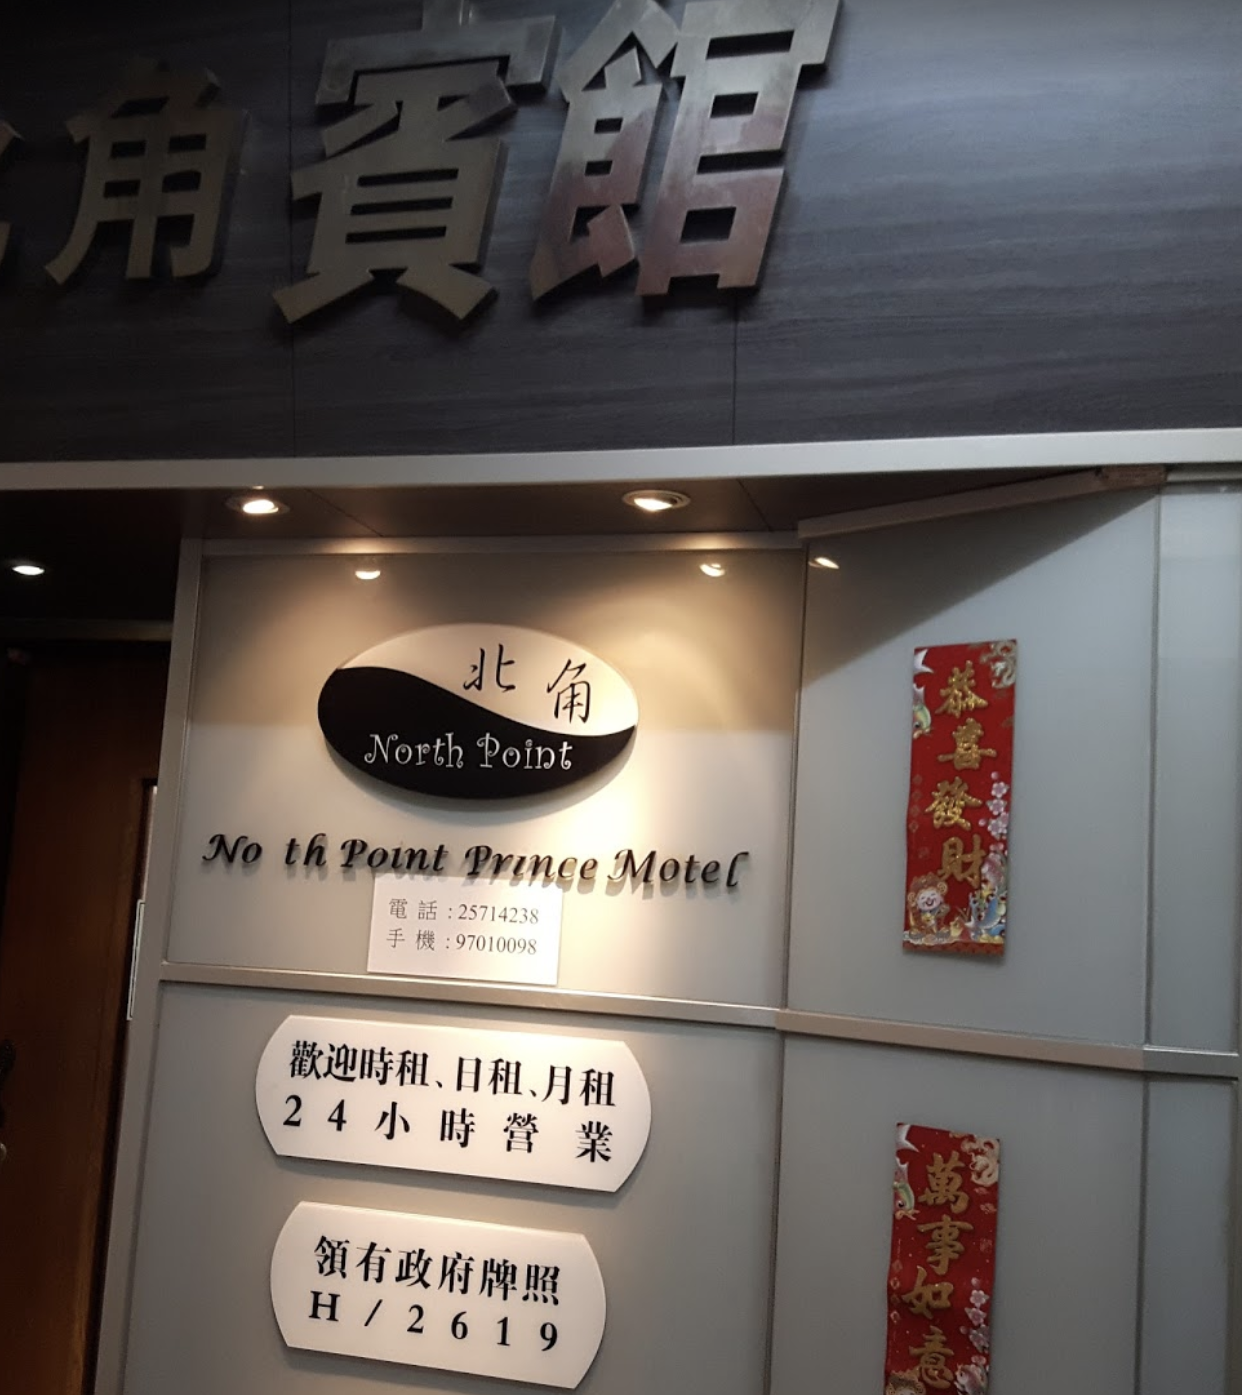 角賓館
北角
North Point
No th Point Prince Motel
電話：25714238
手機：97010098
歡迎時租、日租、月租
24小時營業
領有政府牌照
H/2619
恭喜發財
萬事如意